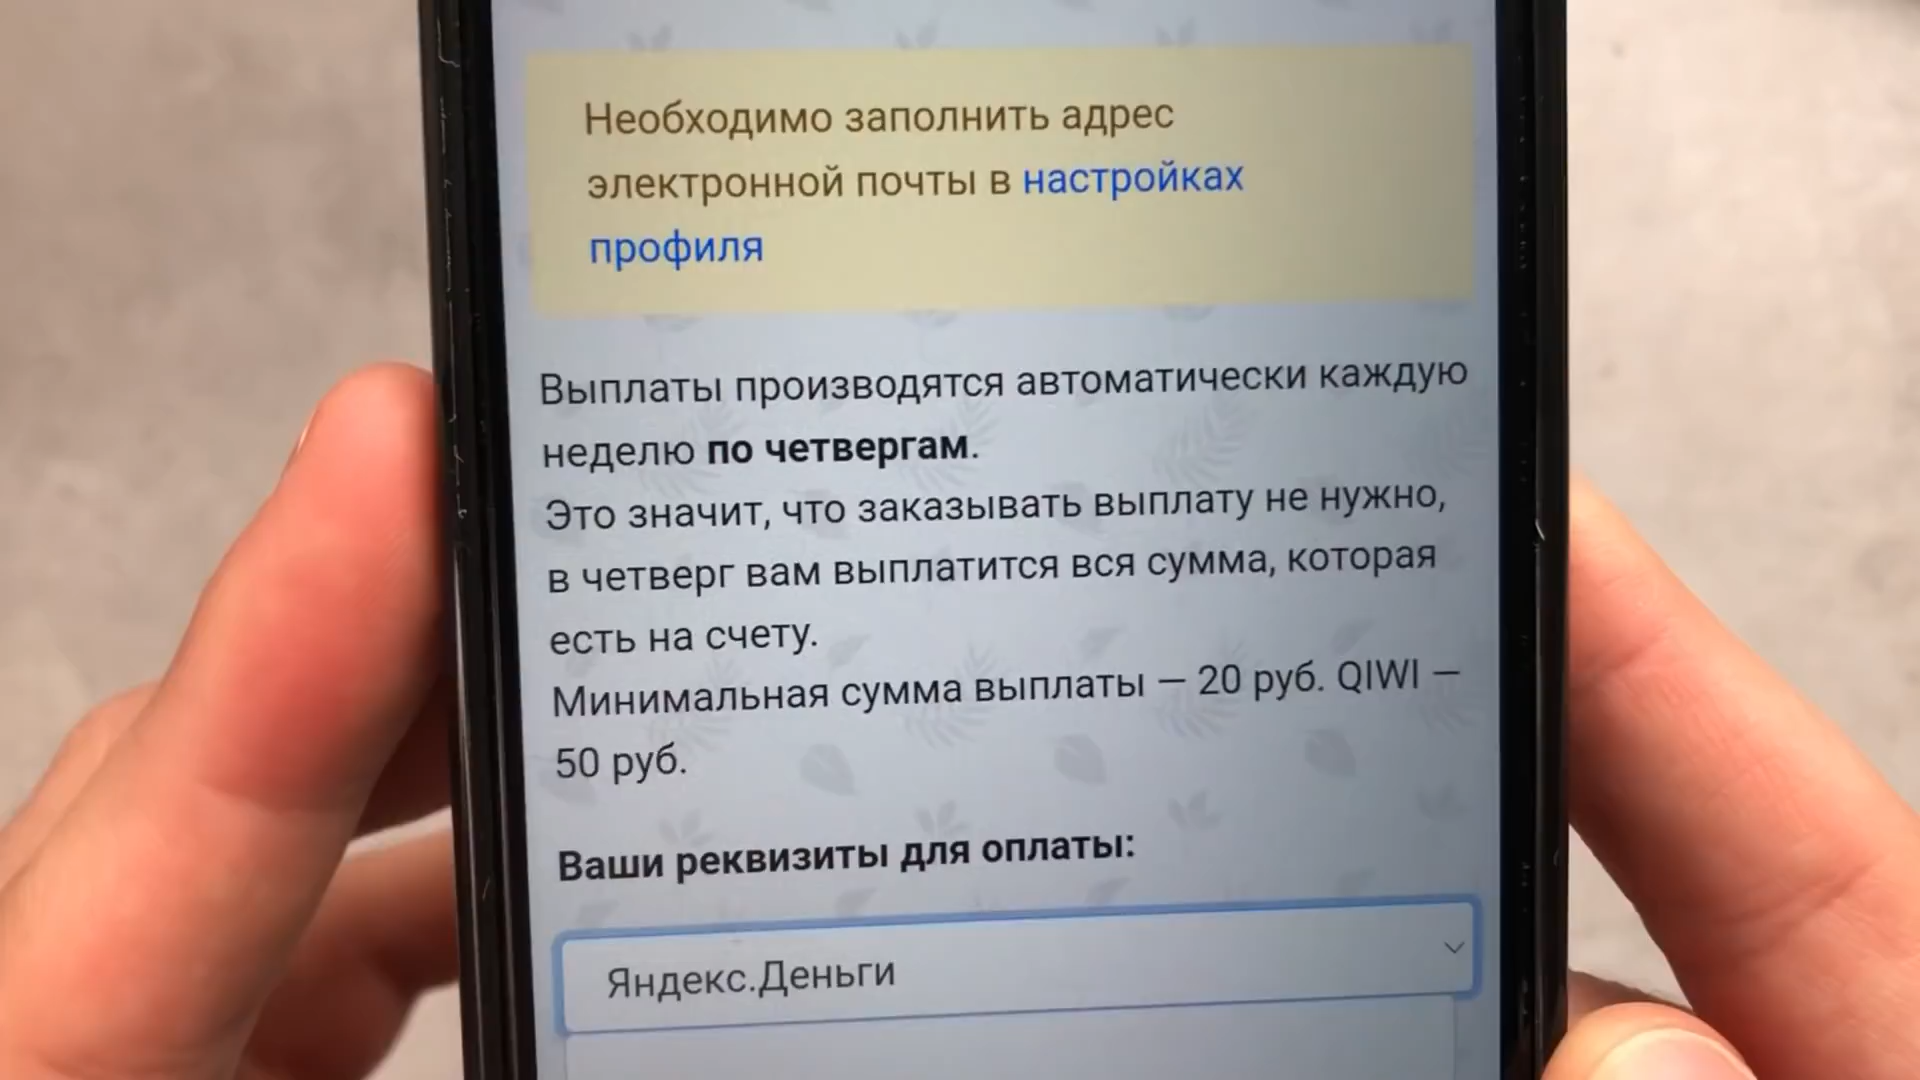 Необходимо заполнить адрес
электронной почты в настройках
профиля
Выплаты производятся автоматически каждую
неделю по четвергам.
Это значит, что заказывать выплату не нужно,
в четверг вам выплатится вся сумма, которая
есть на счету.
Минимальная сумма выплаты — 20 руб. QIWI —
50 руб.
Ваши реквизиты для оплаты:
Яндекс.Деньги